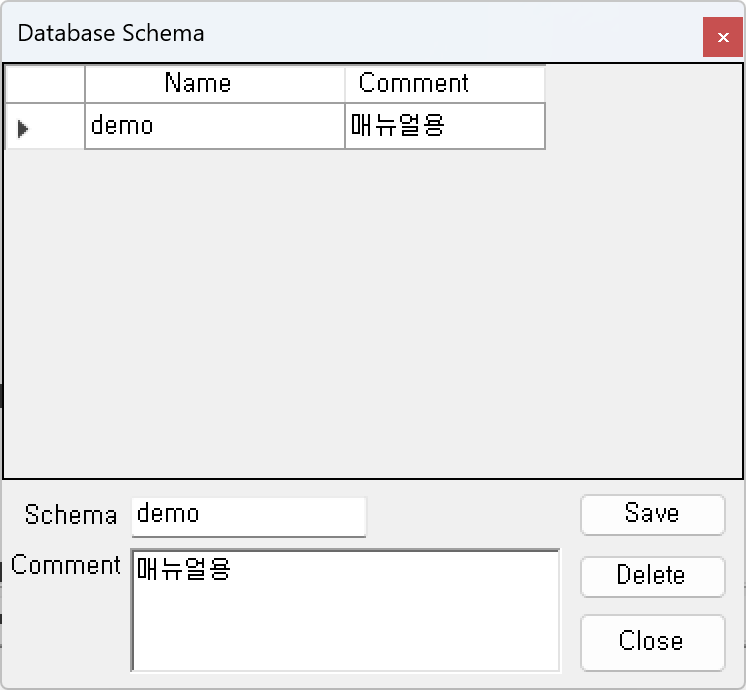 Database Schema
Name Comment
demo 매뉴얼용
Schema demo Save
Comment 매뉴얼용 Delete
Close